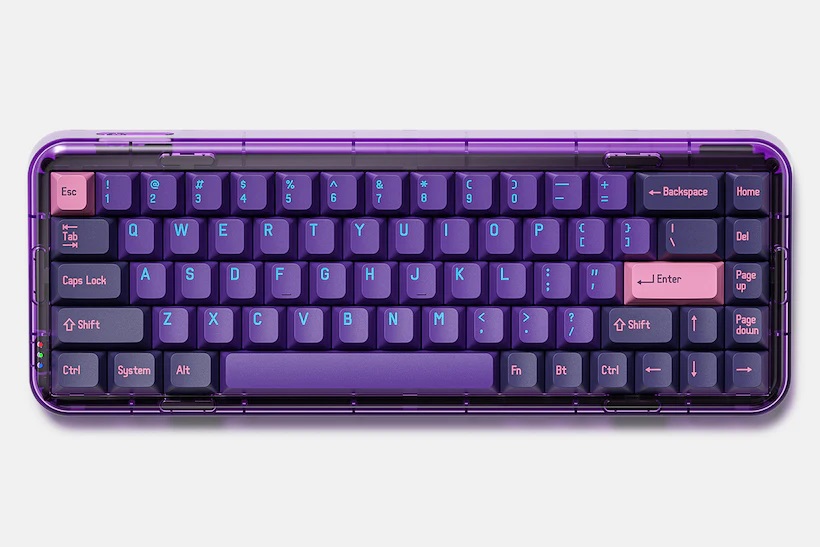 Esc ! 1 @ 2 # 3 $ 4 % 5 ^ 6 & 7 * 8 ( 9 ) 0 — - + = ← Backspace Home
Tab Q W E R T Y U I O P { [ } ] | \ Del
Caps Lock A S D F G H J K L : ; " ' Enter Page up
Shift Z X C V B N M < , > . ? / Shift ↑ Page down
Ctrl System Alt Fn Bt Ctrl ← ↓ →